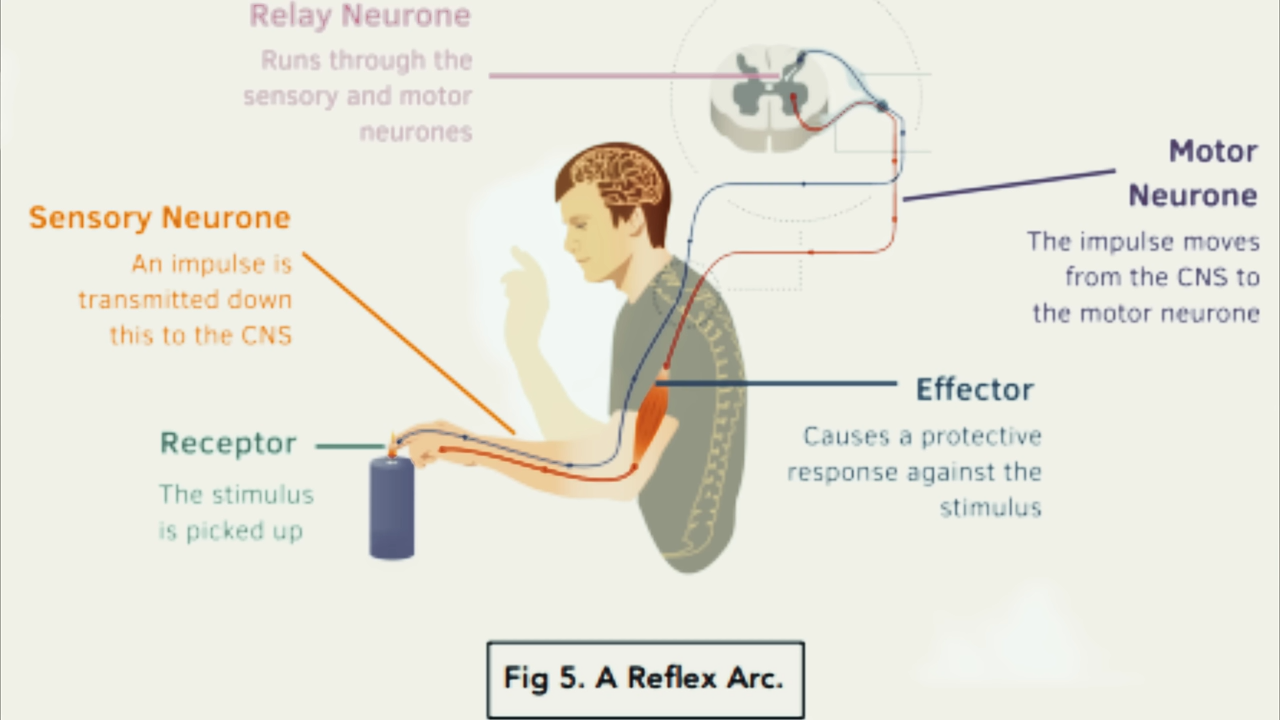 Relay Neurone
Runs through the
sensory and motor
neurones
Motor
Neurone
The impulse moves
from the CNS to
the motor neurone
Sensory Neurone
An impulse is
transmitted down
this to the CNS
Effector
Causes a protective
response against the
stimulus
Receptor
The stimulus
is picked up
Fig 5. A Reflex Arc.